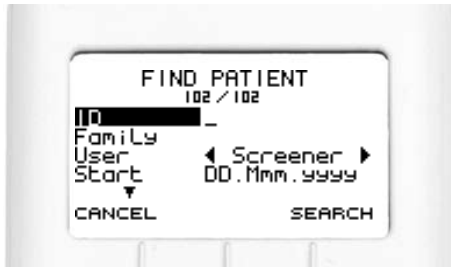 FIND PATIENT
102/102
ID _
Family
User ◀ Screener ▶
Start DD.Mmm.yyyy
▼
CANCEL SEARCH